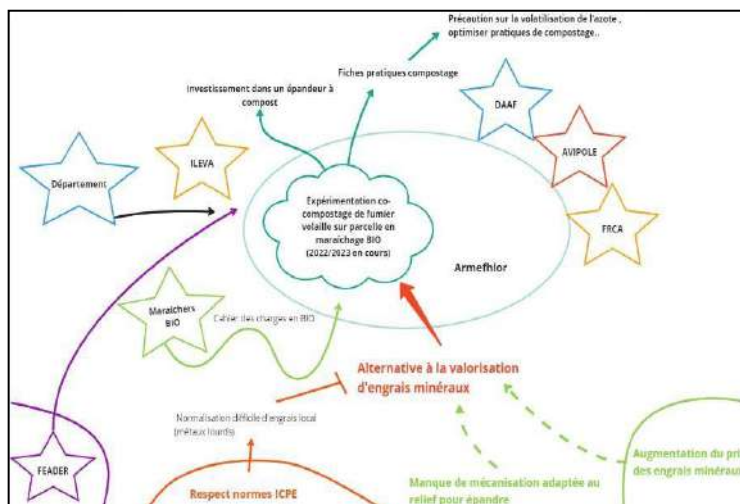 Précaution sur la volatilisation de l'azote ,
optimiser pratiques de compostage..
Fiches pratiques compostage
Investissement dans un épandeur à
compost
DAAF
ILEVA
AVIPOLE
Département
Expérimentation co-
compostage de fumier
volaille sur parcelle en
maraichage BIO
(2022/2023 en cours)
FRCA
Armefhlor
Maraichers
BIO
Cahier des charges en BIO
Alternative à la valorisation
d'engrais minéraux
Normalisation difficile d'engrais local
(métaux lourds)
FEADER
Augmentation du pri
des engrais minéraux
Manque de mécanisation adaptée au
relief pour épandre
Respect normes ICPE